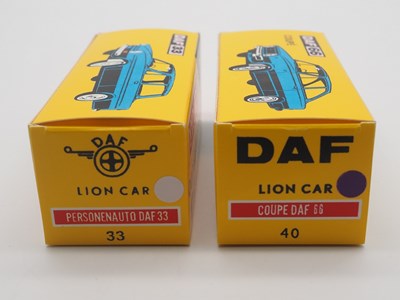 DAF
LION CAR
PERSONENAUTO DAF 33
33
DAF
LION CAR
COUPE DAF 66
40